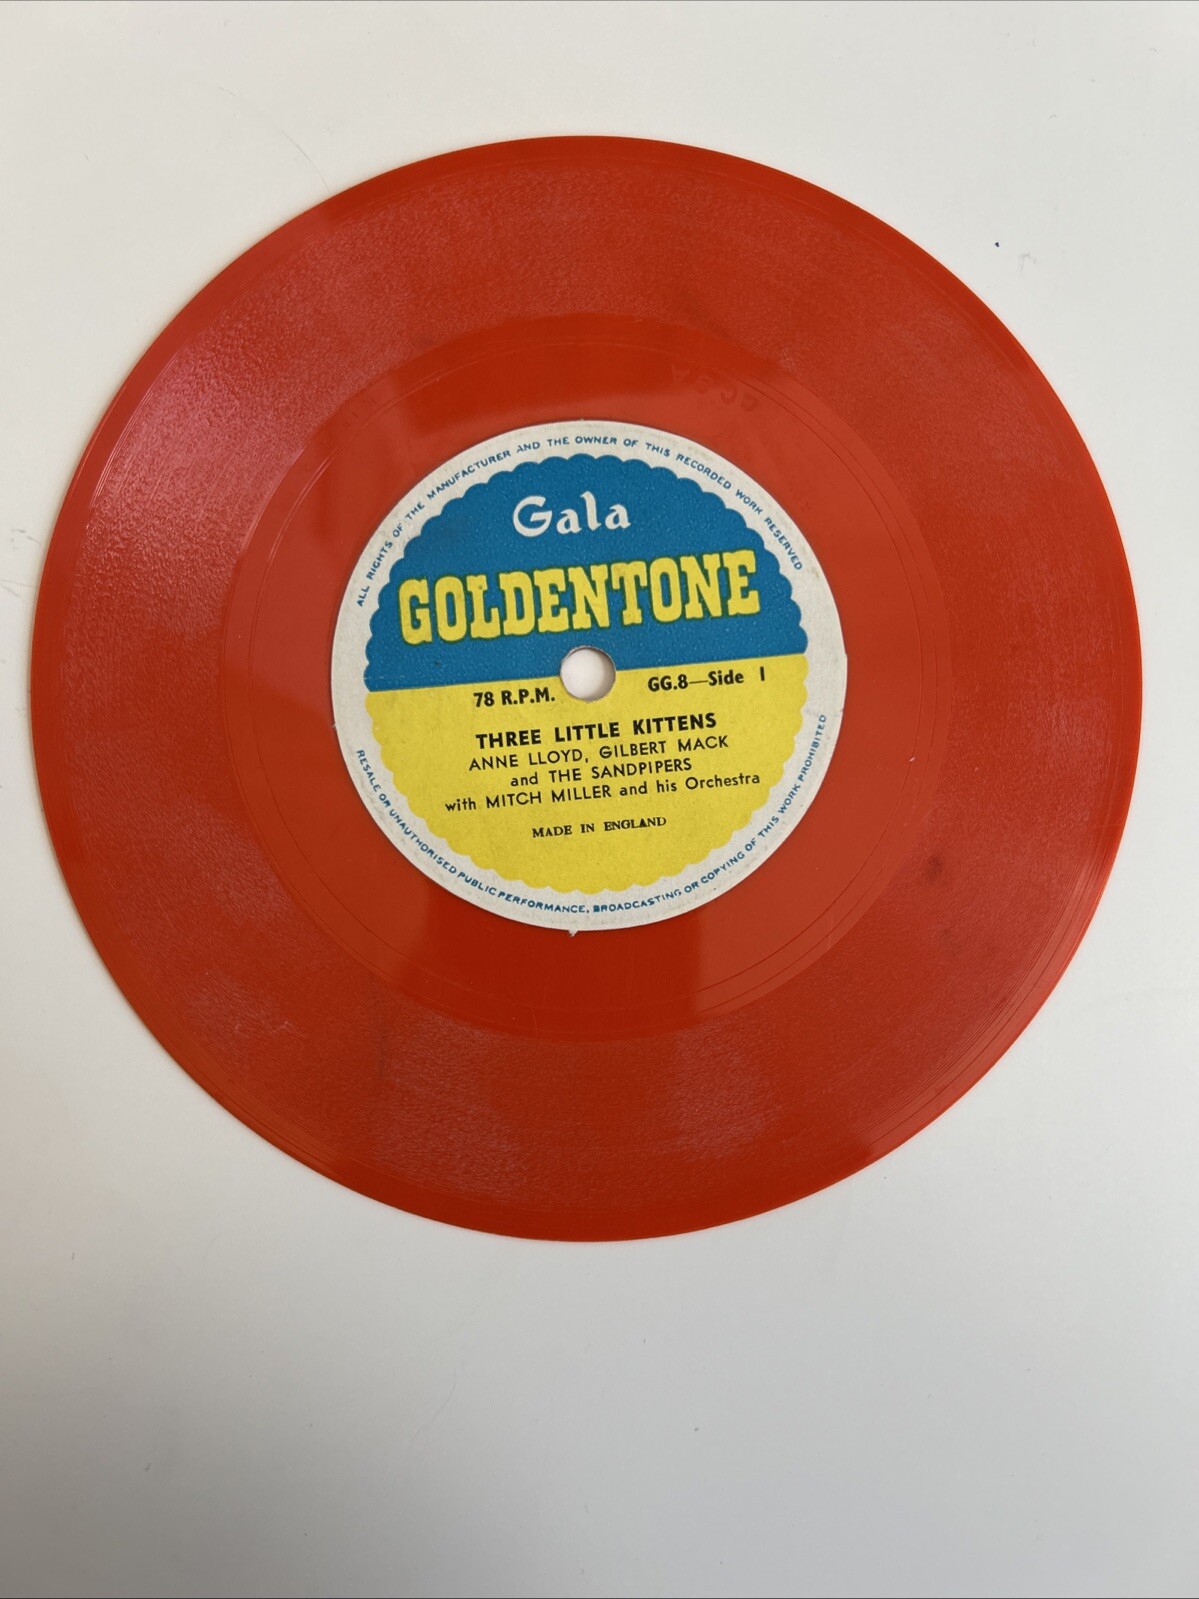 ALL RIGHTS OF THE MANUFACTURER AND THE OWNER OF THIS RECORDED WORK RESERVED
Gala
GOLDENTONE
78 R.P.M.
GG.8—Side 1
THREE LITTLE KITTENS
ANNE LLOYD, GILBERT MACK
and THE SANDPIPERS
with MITCH MILLER and his Orchestra
MADE IN ENGLAND
RESALE OR UNAUTHORISED PUBLIC PERFORMANCE, BROADCASTING OR COPYING OF THIS WORK PROHIBITED